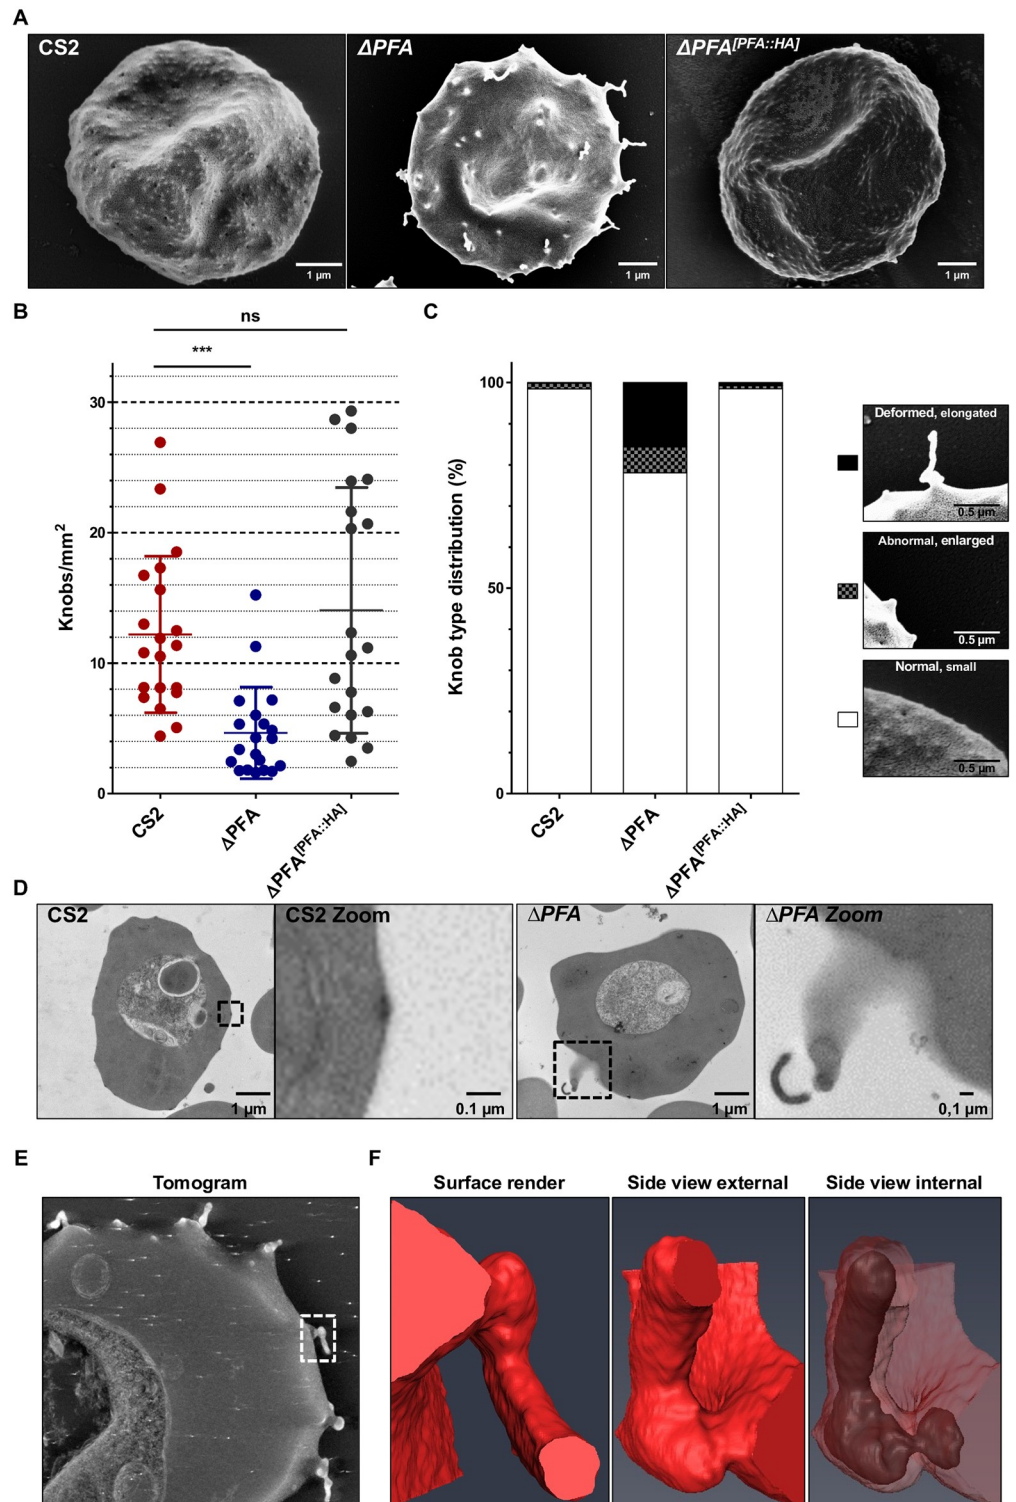 A
CS2
ΔPFA
ΔPFA[PFA::HA]
1 µm
1 µm
1 µm
B
ns
***
Knobs/mm2
30
20
10
0
CS2
ΔPFA
ΔPFA[PFA::HA]
C
Knob type distribution (%)
100
50
0
CS2
ΔPFA
ΔPFA[PFA::HA]
Deformed, elongated
0.5 µm
Abnormal, enlarged
0.5 µm
Normal, small
0.5 µm
D
CS2
1 µm
CS2 Zoom
0.1 µm
ΔPFA
1 µm
ΔPFA Zoom
0,1 µm
E
Tomogram
F
Surface render
Side view external
Side view internal